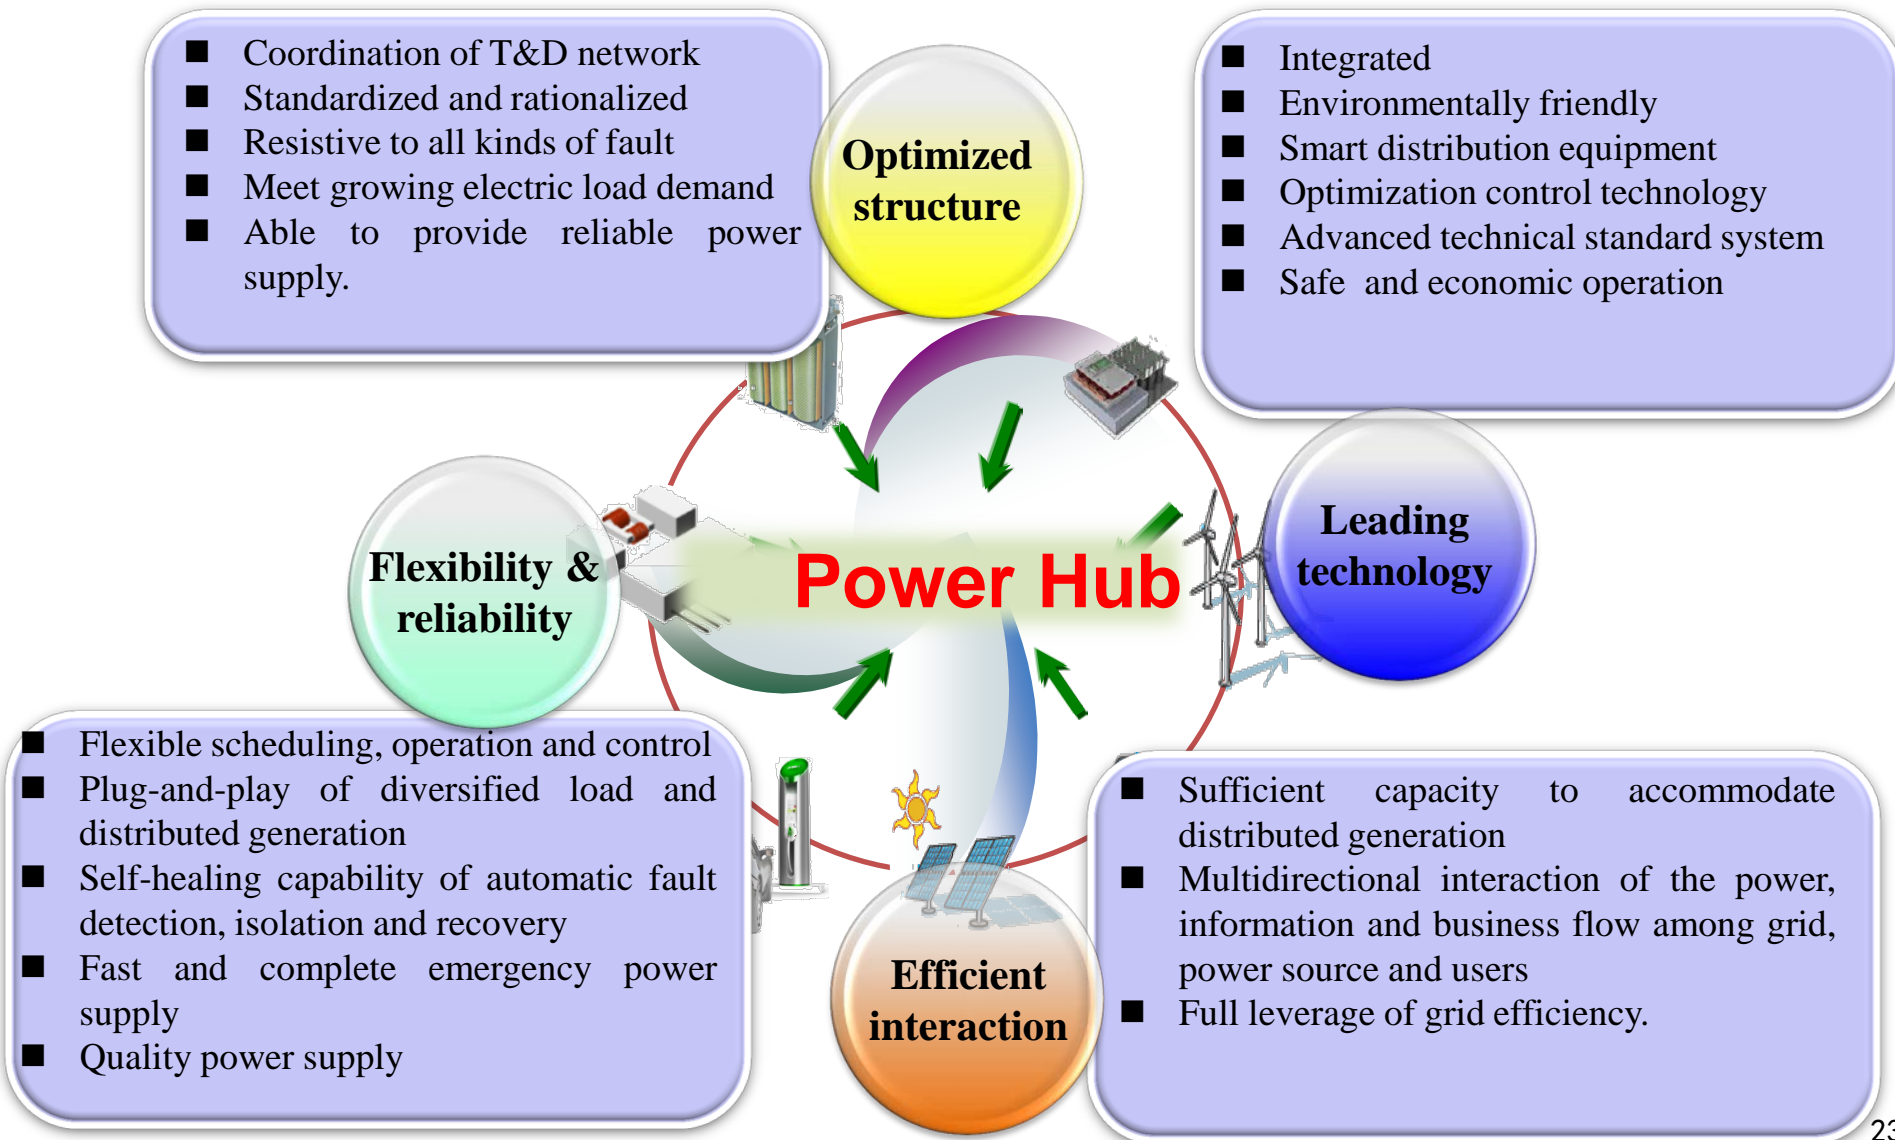 ■ Coordination of T&D network
■ Standardized and rationalized
■ Resistive to all kinds of fault
■ Meet growing electric load demand
■ Able to provide reliable power
supply.
Optimized
structure
■ Integrated
■ Environmentally friendly
■ Smart distribution equipment
■ Optimization control technology
■ Advanced technical standard system
■ Safe and economic operation
Leading
technology
Flexibility &
reliability
Power Hub
■ Flexible scheduling, operation and control
■ Plug-and-play of diversified load and
distributed generation
■ Self-healing capability of automatic fault
detection, isolation and recovery
■ Fast and complete emergency power
supply
■ Quality power supply
Efficient
interaction
■ Sufficient capacity to accommodate
distributed generation
■ Multidirectional interaction of the power,
information and business flow among grid,
power source and users
■ Full leverage of grid efficiency.
23